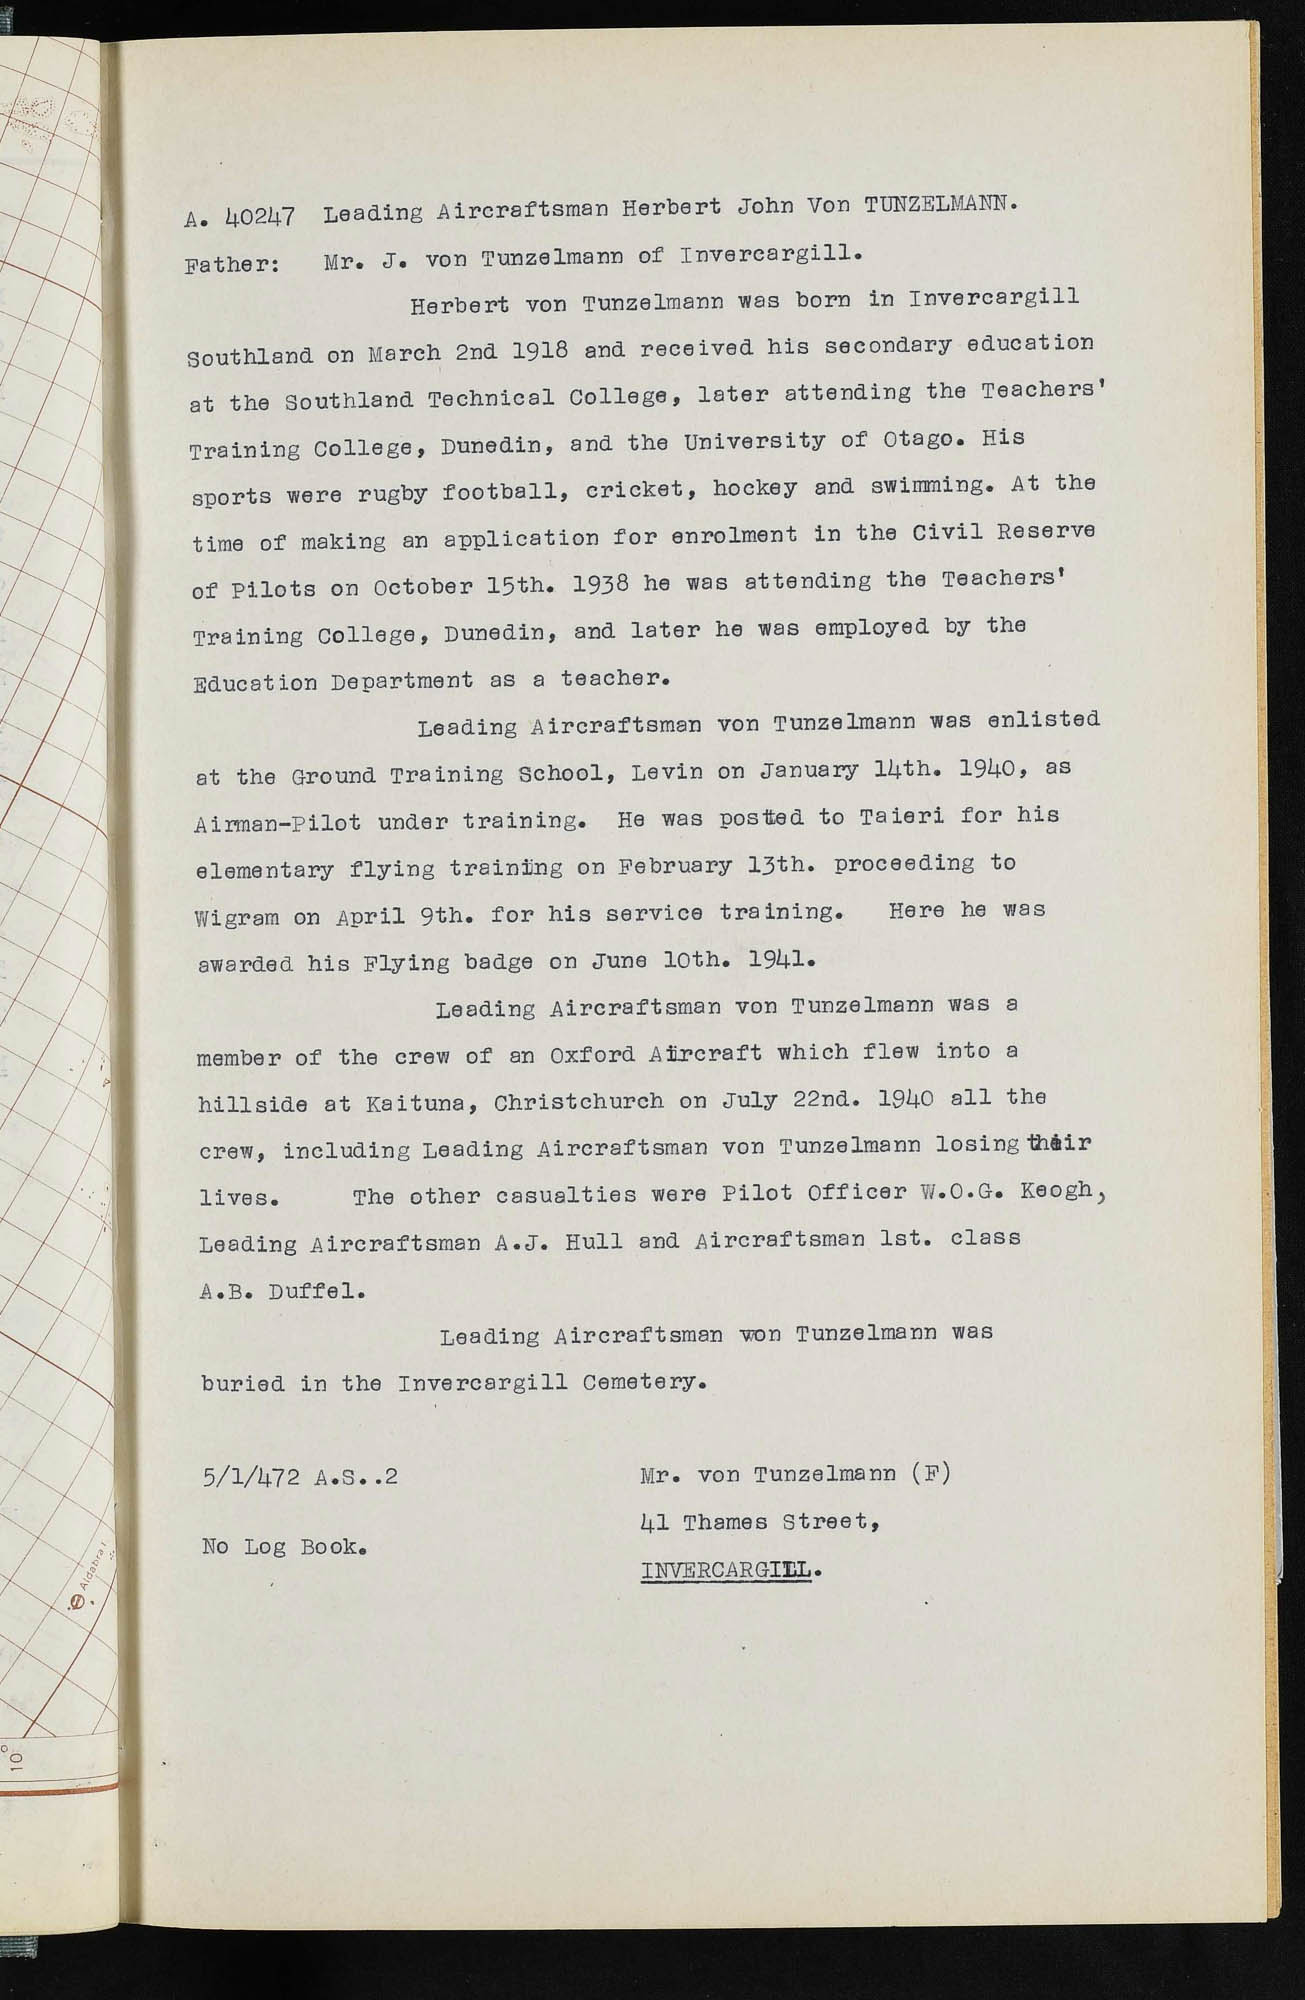 A. 40247 Leading Aircraftsman Herbert John Von TUNZELMANN.
Father: Mr. J. von Tunzelmann of Invercargill.
Herbert von Tunzelmann was born in Invercargill
Southland on March 2nd 1918 and received his secondary education
at the Southland Technical College, later attending the Teachers'
Training College, Dunedin, and the University of Otago. His
sports were rugby football, cricket, hockey and swimming. At the
time of making an application for enrolment in the Civil Reserve
of Pilots on October 15th. 1938 he was attending the Teachers'
Training College, Dunedin, and later he was employed by the
Education Department as a teacher.
Leading Aircraftsman von Tunzelmann was enlisted
at the Ground Training School, Levin on January 14th. 1940, as
Airman-Pilot under training. He was posted to Taieri for his
elementary flying training on February 13th. proceeding to
Wigram on April 9th. for his service training. Here he was
awarded his Flying badge on June 10th. 1941.
Leading Aircraftsman von Tunzelmann was a
member of the crew of an Oxford Aircraft which flew into a
hillside at Kaituna, Christchurch on July 22nd. 1940 all the
crew, including Leading Aircraftsman von Tunzelmann losing their
lives. The other casualties were Pilot Officer W.O.G. Keogh,
Leading Aircraftsman A.J. Hull and Aircraftsman 1st. class
A.B. Duffel.
Leading Aircraftsman von Tunzelmann was
buried in the Invercargill Cemetery.
5/1/472 A.S..2
Mr. von Tunzelmann (F)
41 Thames Street,
No Log Book.
INVERCARGILL.
Aldabra I
10°